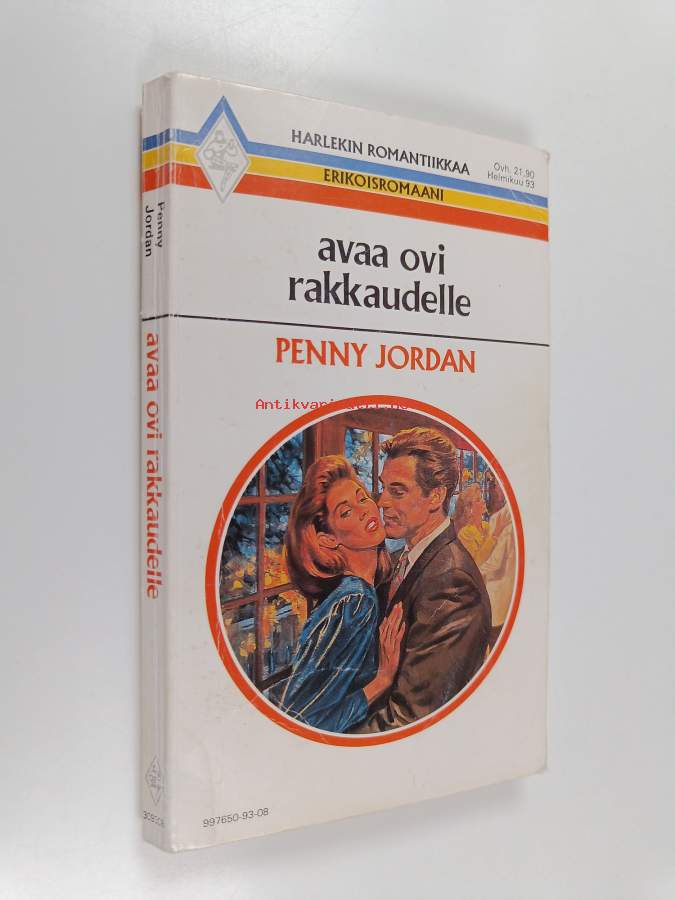 HARLEKIN ROMANTIIKKAA
ERIKOISROMAANI
Ovh. 21,90
Helmikuu 93
avaa ovi
rakkaudelle
PENNY JORDAN
997650-93-08
Penny
Jordan
avaa ovi rakkaudelle